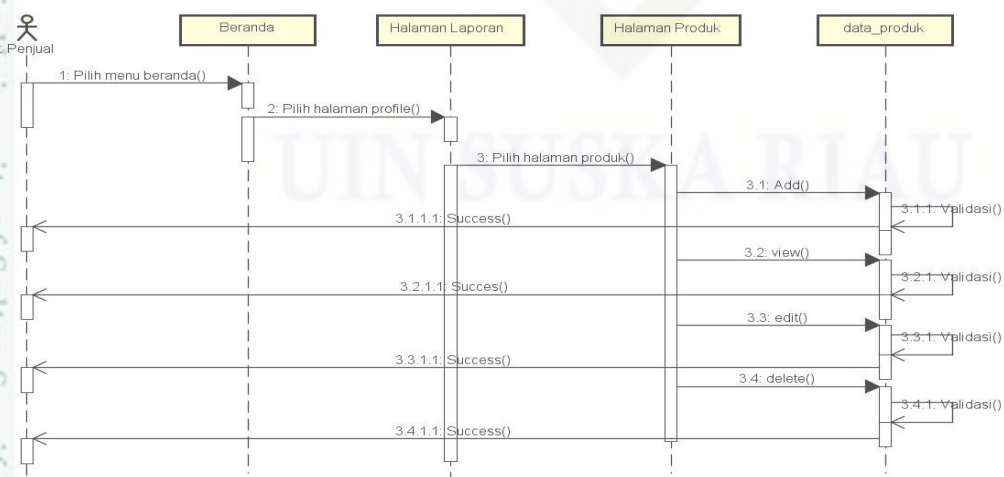 Penjual
Beranda
Halaman Laporan
Halaman Produk
data_produk
1: Pilih menu beranda()
2: Pilih halaman profile()
UIN SUSKA RIAU
3: Pilih halaman produk()
3.1: Add()
3.1.1: Validasi()
3.1.1.1: Success()
3.2: view()
3.2.1: Validasi()
3.2.1.1: Succes()
3.3: edit()
3.3.1: Validasi()
3.3.1.1: Success()
3.4: delete()
3.4.1: Validasi()
3.4.1.1: Success()